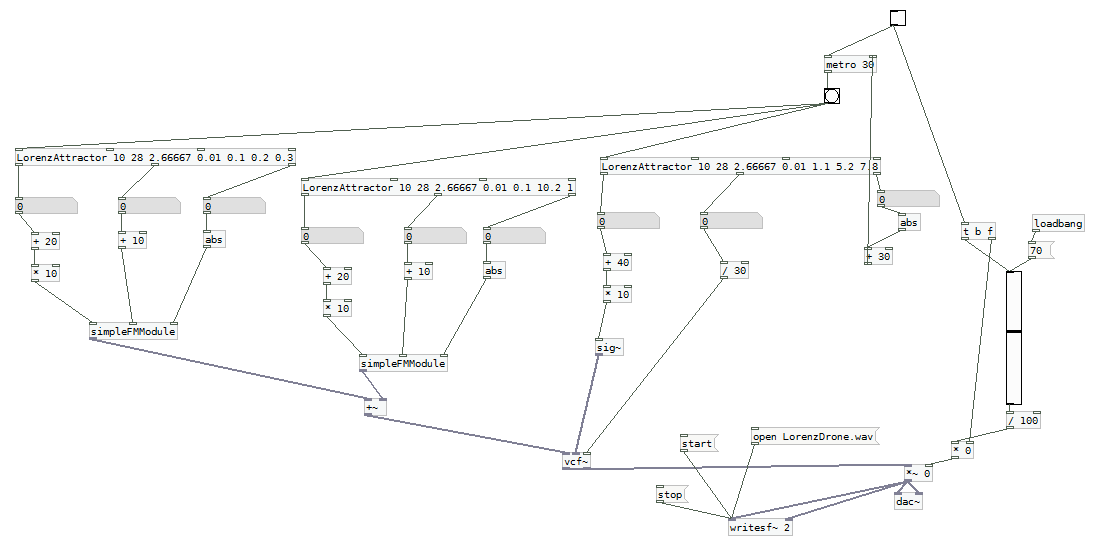 metro 30
LorenzAttractor 10 28 2.66667 0.01 0.1 0.2 0.3
LorenzAttractor 10 28 2.66667 0.01 1.1 5.2 7.8
LorenzAttractor 10 28 2.66667 0.01 0.1 10.2 1
0
0
0
0
abs
0
0
t b f
loadbang
0
0
0
+ 20
+ 10
abs
70
+ 30
+ 40
/ 30
* 10
+ 20
+ 10
abs
* 10
* 10
simpleFMModule
sig~
simpleFMModule
+~
/ 100
start
open LorenzDrone.wav
* 0
vcf~
*~ 0
stop
dac~
writesf~ 2